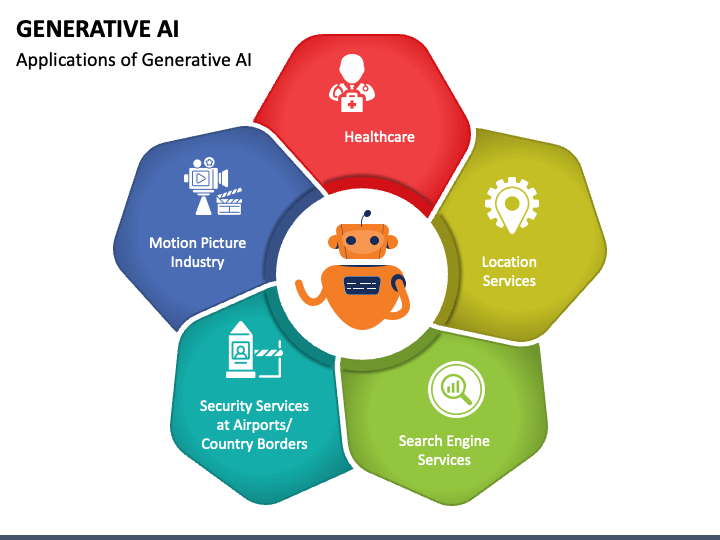 GENERATIVE AI
Applications of Generative AI
Healthcare
Motion Picture
Industry
Location
Services
Security Services
at Airports/
Country Borders
Search Engine
Services